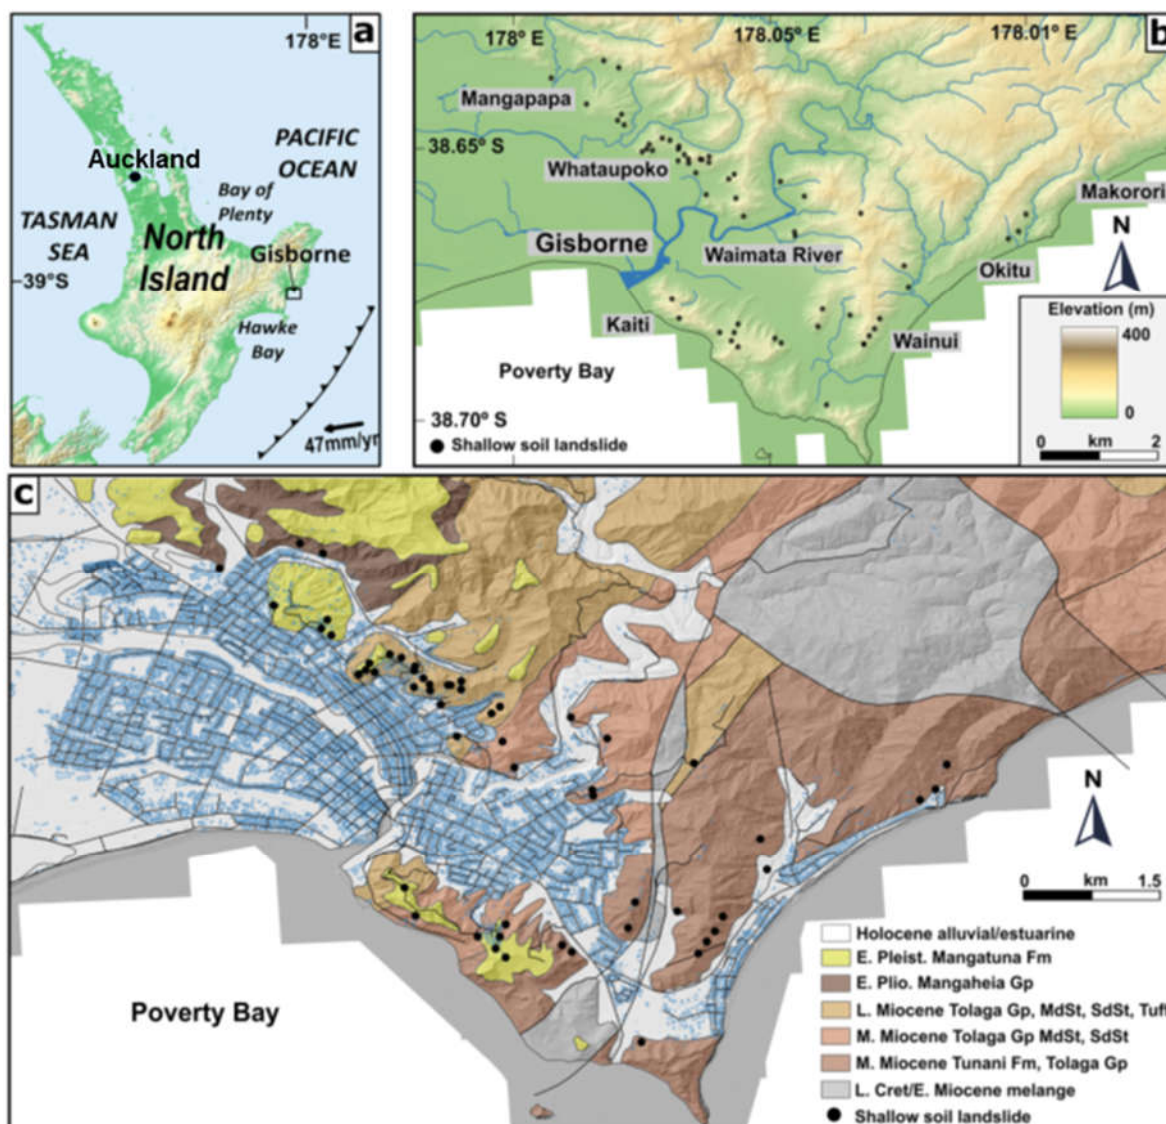 a
178°E
PACIFIC
OCEAN
Auckland
Bay of
Plenty
TASMAN
SEA
North
Island
Gisborne
39°S
Hawke
Bay
47mm/yr
b
178° E
178.05° E
178.01° E
Mangapapa
38.65° S
Whataupoko
Makorori
N
Gisborne
Waimata River
Okitu
Elevation (m)
400
0
Kaiti
Wainui
Poverty Bay
38.70° S
Shallow soil landslide
0 km 2
c
N
0 km 1.5
Poverty Bay
Holocene alluvial/estuarine
E. Pleist. Mangatuna Fm
E. Plio. Mangaheia Gp
L. Miocene Tolaga Gp, MdSt, SdSt, Tuff
M. Miocene Tolaga Gp MdSt, SdSt
M. Miocene Tunani Fm, Tolaga Gp
L. Cret/E. Miocene melange
Shallow soil landslide